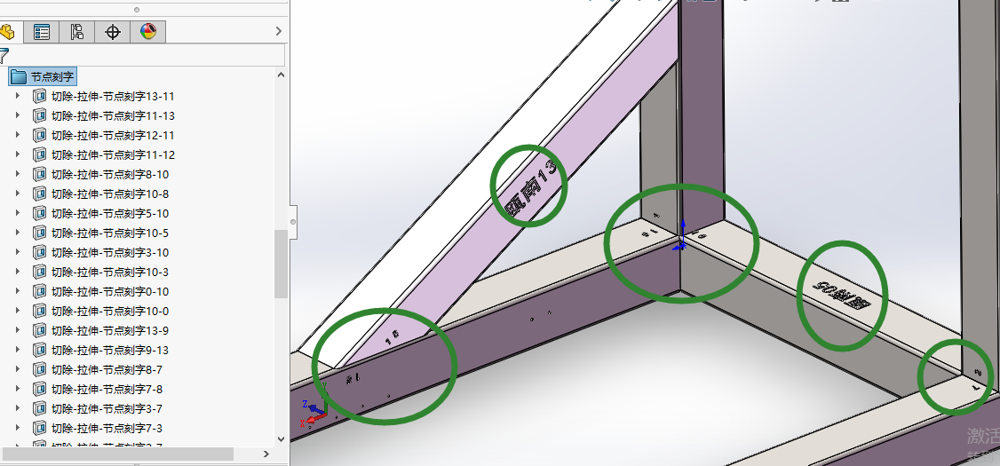 节点刻字
切除-拉伸-节点刻字13-11
切除-拉伸-节点刻字11-13
切除-拉伸-节点刻字12-11
切除-拉伸-节点刻字11-12
切除-拉伸-节点刻字8-10
切除-拉伸-节点刻字10-8
切除-拉伸-节点刻字5-10
切除-拉伸-节点刻字10-5
切除-拉伸-节点刻字3-10
切除-拉伸-节点刻字10-3
切除-拉伸-节点刻字0-10
切除-拉伸-节点刻字10-0
切除-拉伸-节点刻字13-9
切除-拉伸-节点刻字9-13
切除-拉伸-节点刻字8-7
切除-拉伸-节点刻字7-8
切除-拉伸-节点刻字3-7
切除-拉伸-节点刻字7-3
Y
Z
X
激活